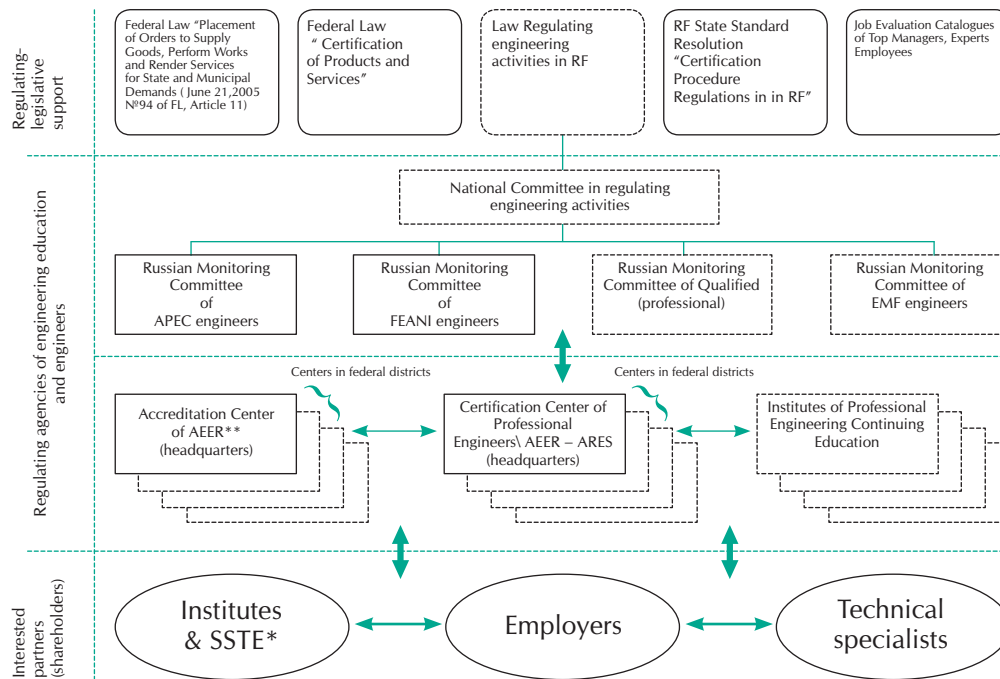 Regulating-
legislative
support
Federal Law “Placement
of Orders to Supply
Goods, Perform Works
and Render Services
for State and Municipal
Demands ( June 21,2005
№94 of FL, Article 11)
Federal Law
“ Certification
of Products and
Services”
Law Regulating
engineering
activities in RF
RF State Standard
Resolution
“Certification
Procedure
Regulations in in RF”
Job Evaluation Catalogues
of Top Managers, Experts
Employees
Regulating agencies of engineering education
and engineers
National Committee in regulating
engineering activities
Russian Monitoring
Committee
of
APEC engineers
Russian Monitoring
Committee
of
FEANI engineers
Russian Monitoring
Committee of Qualified
(professional)
Russian Monitoring
Committee of
EMF engineers
Centers in federal districts
Centers in federal districts
Accreditation Center
of AEER**
(headquarters)
Certification Center of
Professional
Engineers\ AEER – ARES
(headquarters)
Institutes of Professional
Engineering Continuing
Education
Interested
partners
(shareholders)
Institutes
& SSTE*
Employers
Technical
specialists